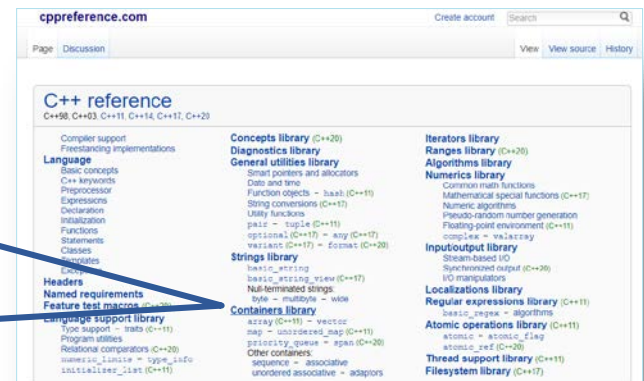 cppreference.com
Create account Search
Page Discussion
View View source History
C++ reference
C++98, C++03, C++11, C++14, C++17, C++20
Compiler support
Freestanding implementations
Language
Basic concepts
C++ keywords
Preprocessor
Expressions
Declaration
Initialization
Functions
Statements
Classes
Templates
Exceptions
Headers
Named requirements
Feature test macros (C++20)
Language support library
Type support – traits (C++11)
Program utilities
Relational comparators (C++20)
numeric_limits – type_info
initializer_list (C++11)
Concepts library (C++20)
Diagnostics library
General utilities library
Smart pointers and allocators
Date and time
Function objects – hash (C++11)
String conversions (C++17)
Utility functions
pair – tuple (C++11)
optional (C++17) – any (C++17)
variant (C++17) – format (C++20)
Strings library
basic_string
basic_string_view (C++17)
Null-terminated strings:
byte – multibyte – wide
Containers library
array (C++11) – vector
map – unordered_map (C++11)
priority_queue – span (C++20)
Other containers:
sequence – associative
unordered associative – adaptors
Iterators library
Ranges library (C++20)
Algorithms library
Numerics library
Common math functions
Mathematical special functions (C++17)
Numeric algorithms
Pseudo-random number generation
Floating-point environment (C++11)
complex – valarray
Input/output library
Stream-based I/O
Synchronized output (C++20)
I/O manipulators
Localizations library
Regular expressions library (C++11)
basic_regex – algorithms
Atomic operations library (C++11)
atomic – atomic_flag
atomic_ref (C++20)
Thread support library (C++11)
Filesystem library (C++17)